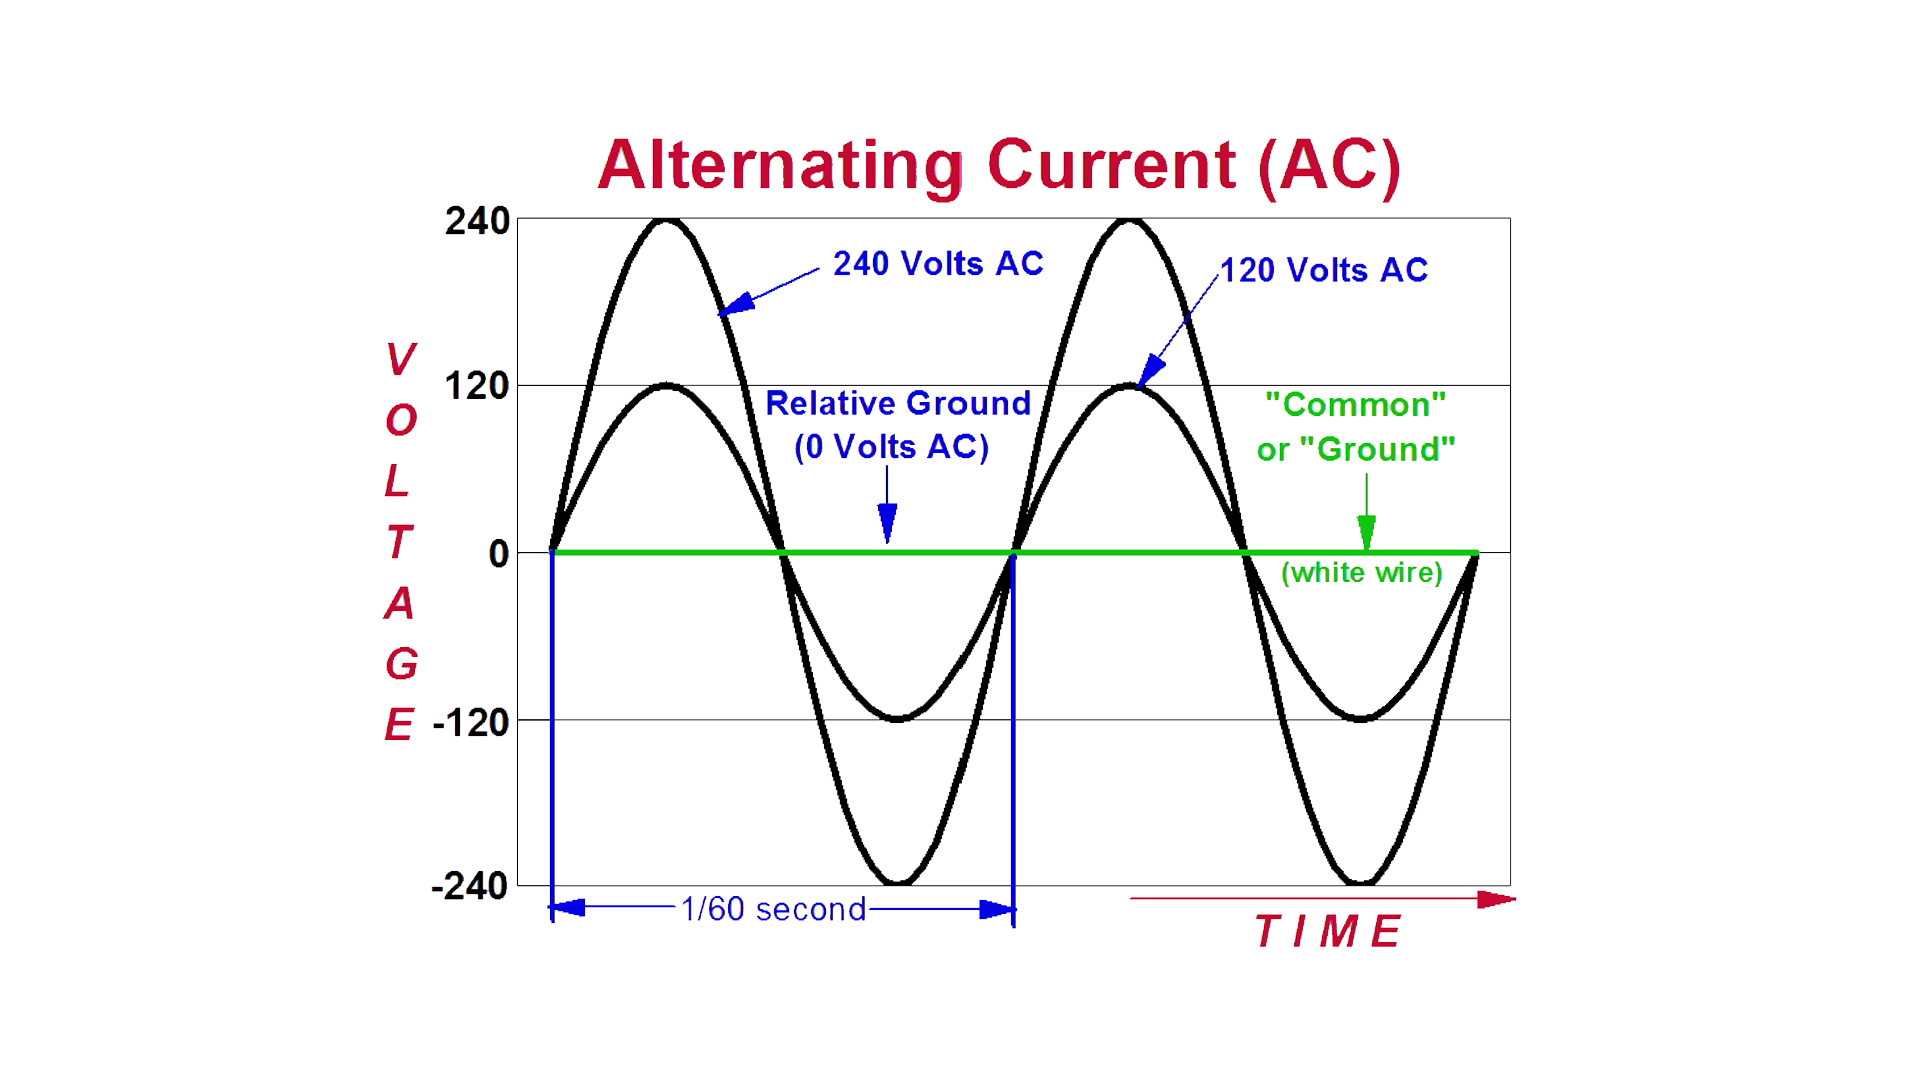 Alternating Current (AC)
240
240 Volts AC
120 Volts AC
VOLTAGE
120
Relative Ground
(0 Volts AC)
"Common"
or "Ground"
0
(white wire)
-120
-240
1/60 second
TIME